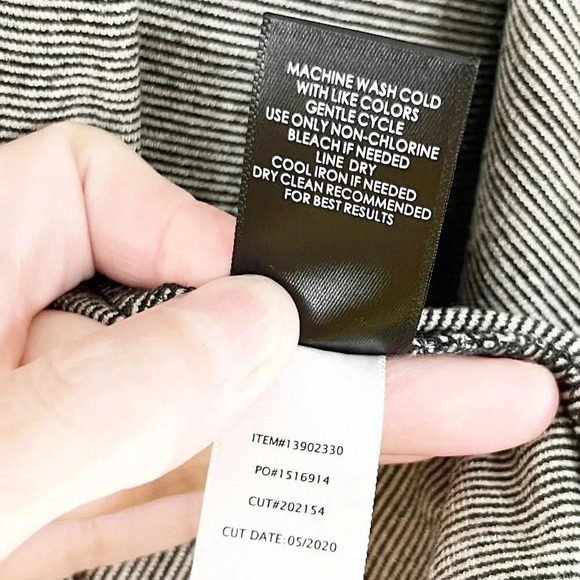 MACHINE WASH COLD
WITH LIKE COLORS
GENTLE CYCLE
USE ONLY NON-CHLORINE
BLEACH IF NEEDED
LINE DRY
COOL IRON IF NEEDED
DRY CLEAN RECOMMENDED
FOR BEST RESULTS
ITEM#13902330
PO#1516914
CUT#202154
CUT DATE: 05/2020